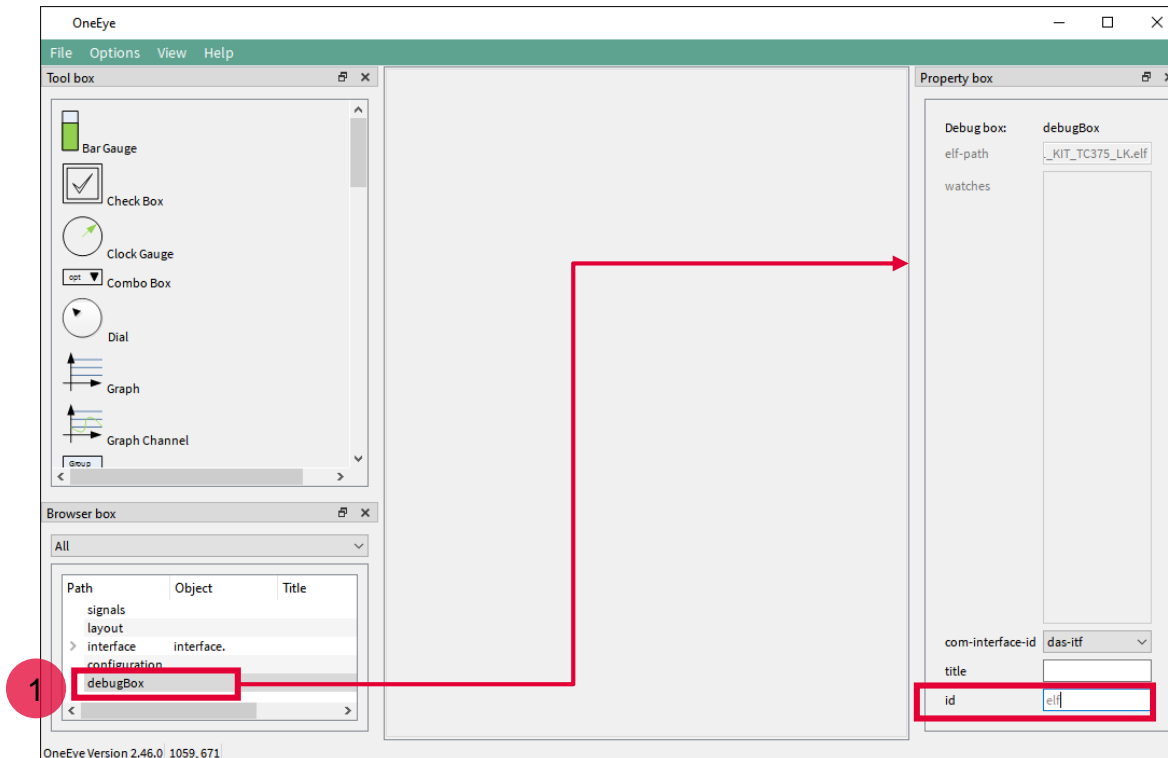 OneEye
File Options View Help
Tool box
Bar Gauge
Check Box
Clock Gauge
opt
Combo Box
Dial
Graph
Graph Channel
Group
Browser box
All
Path Object Title
signals
layout
interface interface.
configuration
debugBox
1
OneEye Version 2.46.0 1059, 671
Property box
Debug box: debugBox
elf-path ._KIT_TC375_LK.elf
watches
com-interface-id das-itf
title
id elf